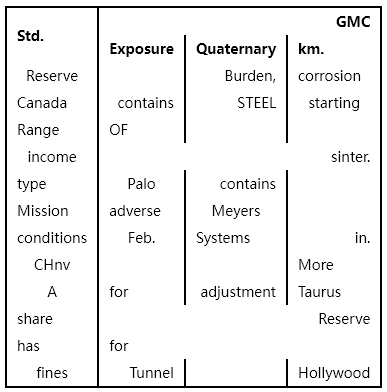 GMC
Std.
Exposure Quaternary km.
Reserve Burden, corrosion
Canada contains STEEL starting
Range OF
income sinter.
type Palo contains
Mission adverse Meyers
conditions Feb. Systems in.
CHnv More
A for adjustment Taurus
share Reserve
has for
fines Tunnel Hollywood